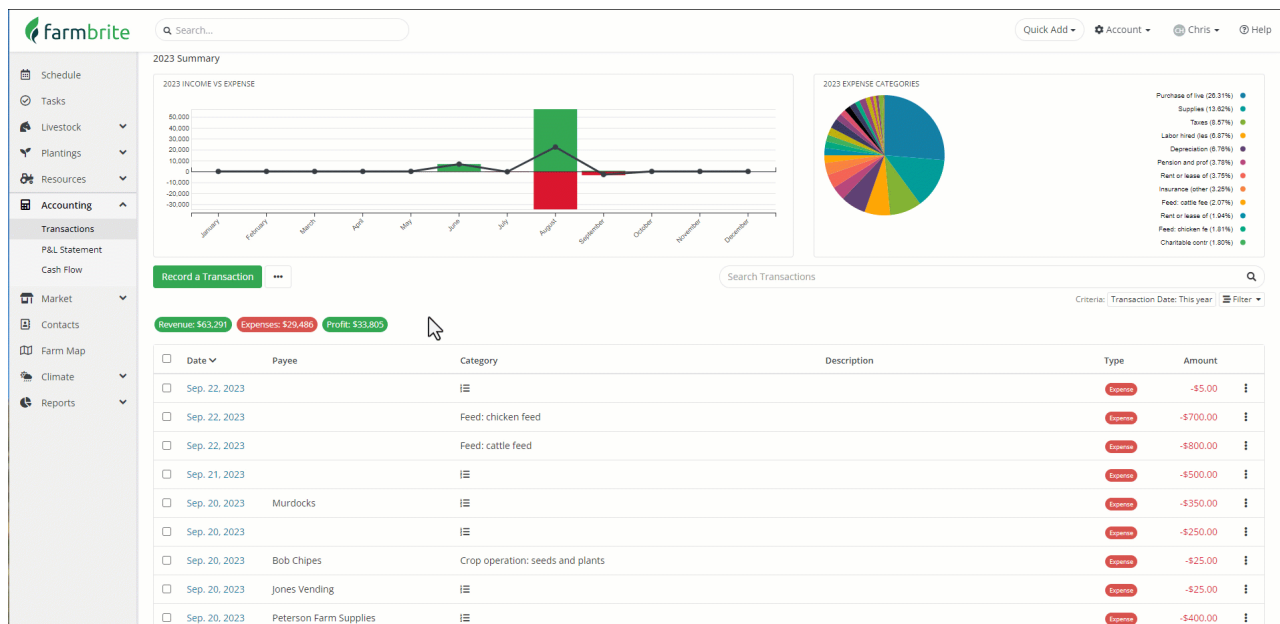 farmbrite
Search...
Quick Add
Account
CH Chris
Help
Schedule
Tasks
Livestock
Plantings
Resources
Accounting
Transactions
P&L Statement
Cash Flow
Market
Contacts
Farm Map
Climate
Reports
2023 Summary
2023 INCOME VS EXPENSE
50,000
40,000
30,000
20,000
10,000
0
-10,000
-20,000
-30,000
January
February
March
April
May
June
July
August
September
October
November
December
2023 EXPENSE CATEGORIES
Purchase of live (26.31%)
Supplies (13.62%)
Taxes (8.57%)
Labor hired (les (6.87%)
Depreciation (6.76%)
Pension and prof (3.78%)
Rent or lease of (3.75%)
Insurance (other (3.25%)
Feed: cattle fee (2.07%)
Rent or lease of (1.94%)
Feed: chicken fe (1.81%)
Charitable contr (1.80%)
Record a Transaction
Search Transactions
Criteria: Transaction Date: This year Filter
Revenue: $63,291 Expenses: $29,486 Profit: $33,805
Date Payee Category Description Type Amount
Sep. 22, 2023 Expense -$5.00
Sep. 22, 2023 Feed: chicken feed Expense -$700.00
Sep. 22, 2023 Feed: cattle feed Expense -$800.00
Sep. 21, 2023 Expense -$500.00
Sep. 20, 2023 Murdocks Expense -$350.00
Sep. 20, 2023 Expense -$250.00
Sep. 20, 2023 Bob Chipes Crop operation: seeds and plants Expense -$25.00
Sep. 20, 2023 Jones Vending Expense -$25.00
Sep. 20, 2023 Peterson Farm Supplies Expense -$400.00